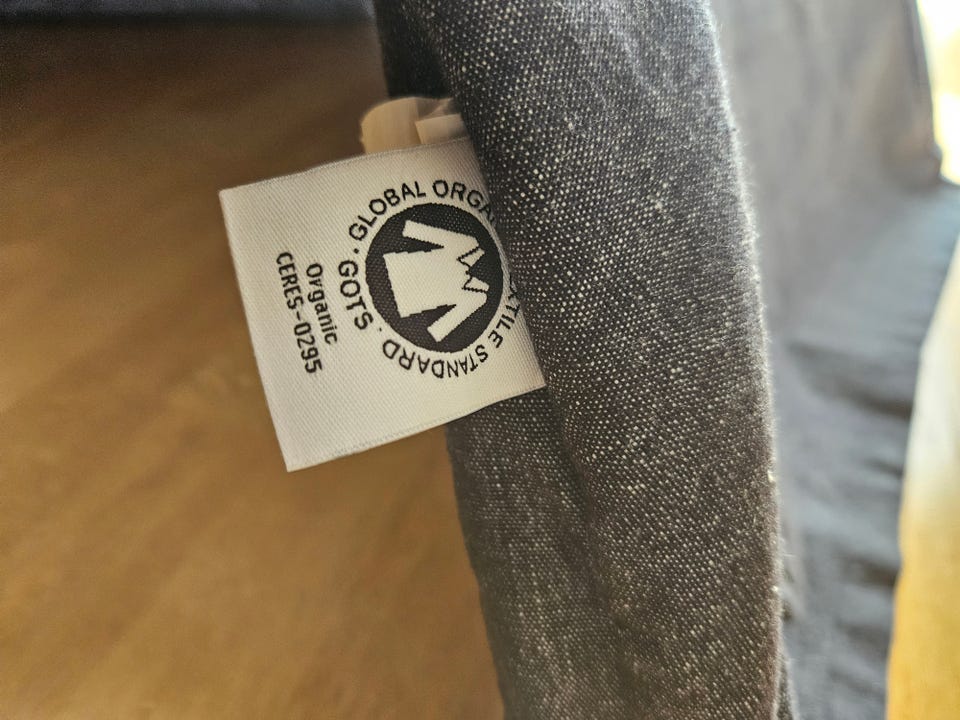 GLOBAL ORGA
TILE STANDARD
· GOTS ·
Organic
CERES-0295